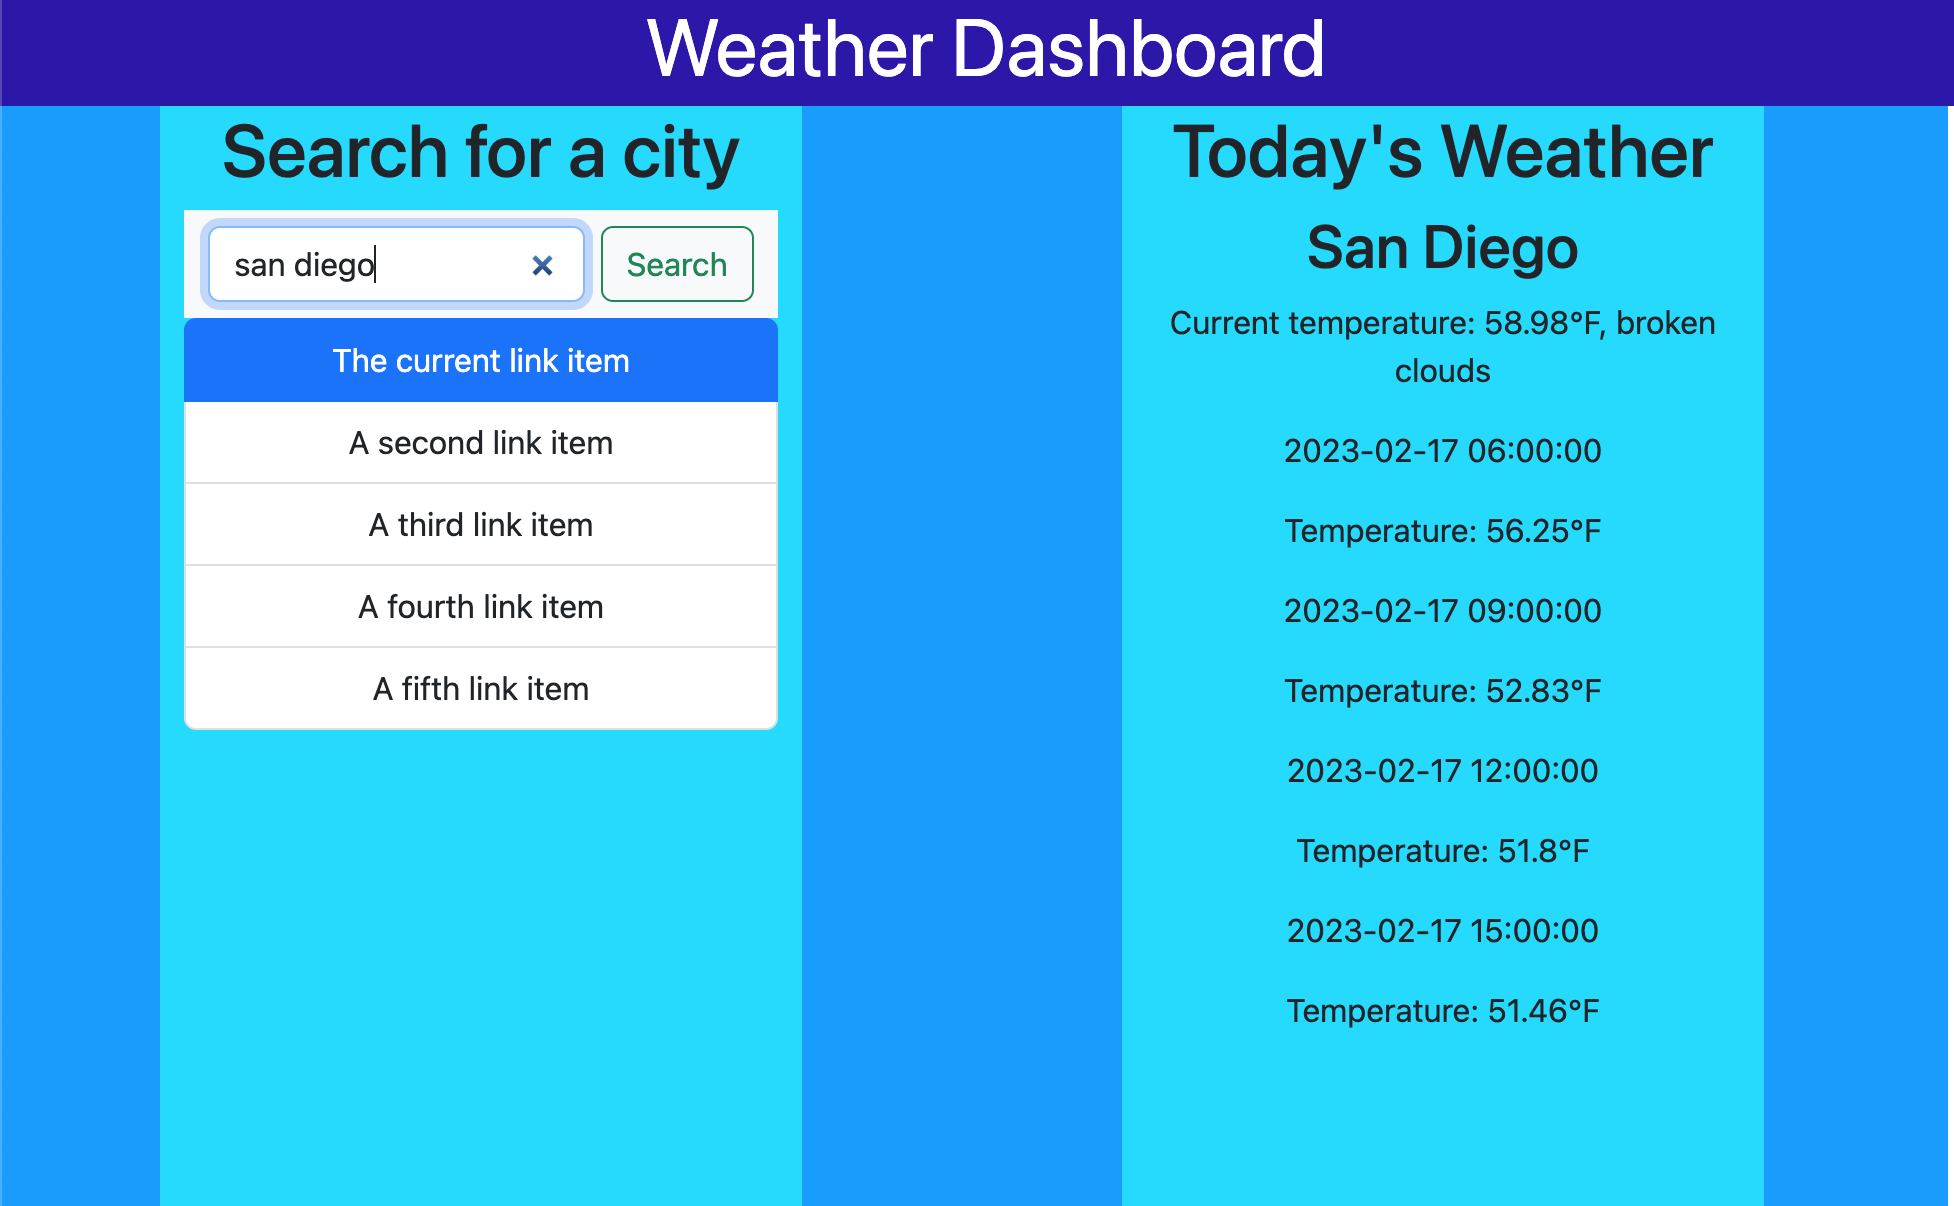 Weather Dashboard
Search for a city
san diego
Search
The current link item
A second link item
A third link item
A fourth link item
A fifth link item
Today's Weather
San Diego
Current temperature: 58.98°F, broken
clouds
2023-02-17 06:00:00
Temperature: 56.25°F
2023-02-17 09:00:00
Temperature: 52.83°F
2023-02-17 12:00:00
Temperature: 51.8°F
2023-02-17 15:00:00
Temperature: 51.46°F